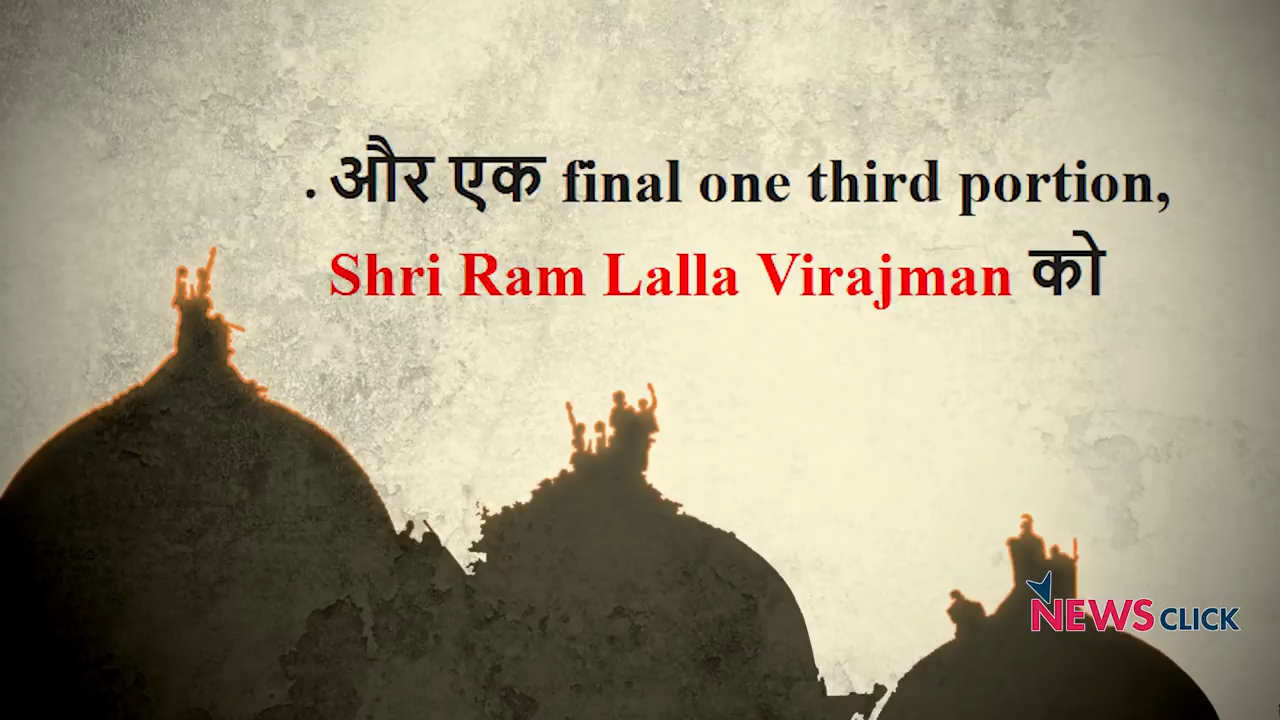 . और एक final one third portion,
Shri Ram Lalla Virajman को
NEWSCLICK